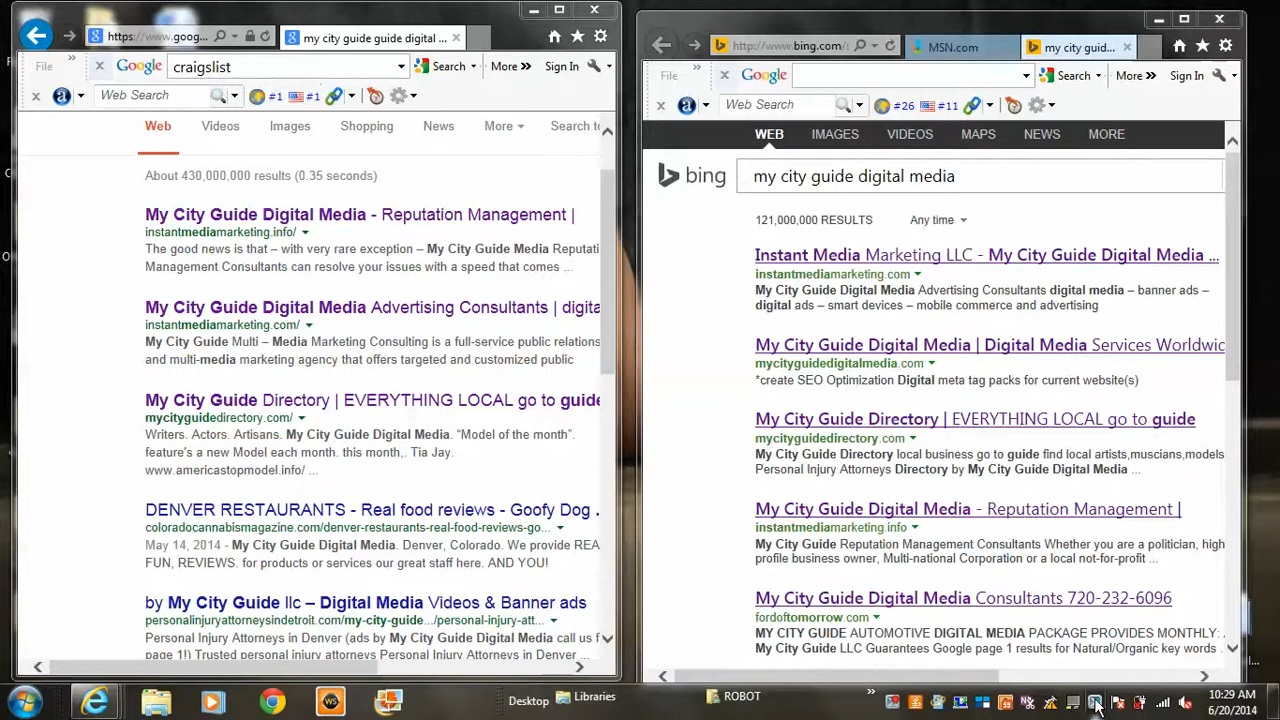 https://www.goog...
my city guide guide digital ...
File
»
Google
craigslist
Search
More »
Sign In
Web Search
#1
#1
Web
Videos
Images
Shopping
News
More
Search to
About 430,000,000 results (0.35 seconds)
My City Guide Digital Media - Reputation Management |
instantmediamarketing.info/
The good news is that – with very rare exception – My City Guide Media Reputati
Management Consultants can resolve your issues with a speed that comes ...
My City Guide Digital Media Advertising Consultants | digita
instantmediamarketing.com/
My City Guide Multi – Media Marketing Consulting is a full-service public relations
and multi-media marketing agency that offers targeted and customized public
My City Guide Directory | EVERYTHING LOCAL go to guide
mycityguidedirectory.com/
Writers. Actors. Artisans. My City Guide Digital Media. “Model of the month”.
feature's a new Model each month. this month,. Tia Jay.
www.americastopmodel.info/ ...
DENVER RESTAURANTS - Real food reviews - Goofy Dog .
coloradocannabismagazine.com/denver-restaurants-real-food-reviews-go...
May 14, 2014 - My City Guide Digital Media. Denver, Colorado. We provide REA
FUN, REVIEWS. for products or services our great staff here. AND YOU!
by My City Guide llc – Digital Media Videos & Banner ads
personalinjuryattorneysindetroit.com/my-city-guide.../personal-injury-att...
Personal Injury Attorneys in Denver (ads by My City Guide Digital Media call us f
page 1!) Trusted personal injury attorneys Personal Injury Attorneys in Denver
http://www.bing.com/
MSN.com
my city guid...
File
»
Google
Search
More »
Sign In
Web Search
#26
#11
WEB
IMAGES
VIDEOS
MAPS
NEWS
MORE
bing
my city guide digital media
121,000,000 RESULTS
Any time
Instant Media Marketing LLC - My City Guide Digital Media ...
instantmediamarketing.com
My City Guide Digital Media Advertising Consultants digital media – banner ads –
digital ads – smart devices – mobile commerce and advertising
My City Guide Digital Media | Digital Media Services Worldwid
mycityguidedigitalmedia.com
*create SEO Optimization Digital meta tag packs for current website(s)
My City Guide Directory | EVERYTHING LOCAL go to guide
mycityguidedirectory.com
My City Guide Directory local business go to guide find local artists,muscians,models
Personal Injury Attorneys Directory by My City Guide Digital Media ...
My City Guide Digital Media - Reputation Management |
instantmediamarketing.info
My City Guide Reputation Management Consultants Whether you are a politician, high
profile business owner, Multi-national Corporation or a local not-for-profit ...
My City Guide Digital Media Consultants 720-232-6096
fordoftomorrow.com
MY CITY GUIDE AUTOMOTIVE DIGITAL MEDIA PACKAGE PROVIDES MONTHLY:
My City Guide LLC Guarantees Google page 1 results for Natural/Organic key words
WS
Desktop
Libraries
ROBOT
»
10:29 AM
6/20/2014